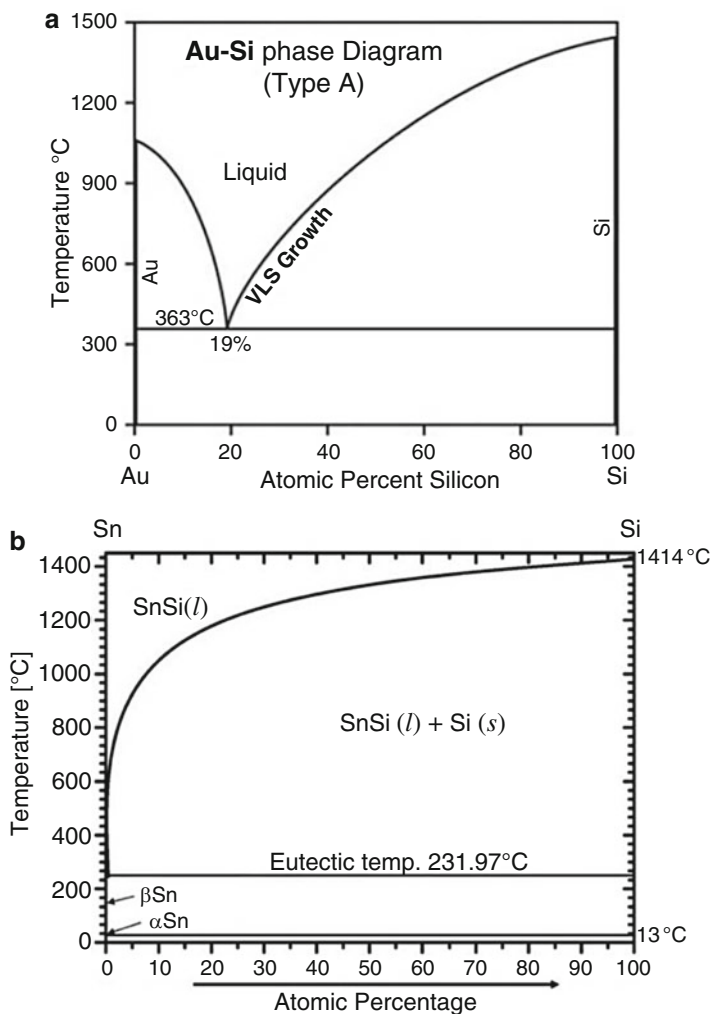 a
1500
1200
900
600
300
0
Temperature °C
Au-Si phase Diagram
(Type A)
Liquid
VLS Growth
Au
Si
363°C
19%
0 20 40 60 80 100
Au Atomic Percent Silicon Si
b
Sn Si
1400
1200
1000
800
600
400
200
0
Temperature [°C]
1414°C
SnSi(l)
SnSi (l) + Si (s)
Eutectic temp. 231.97°C
βSn
αSn
13°C
0 10 20 30 40 50 60 70 80 90 100
Atomic Percentage